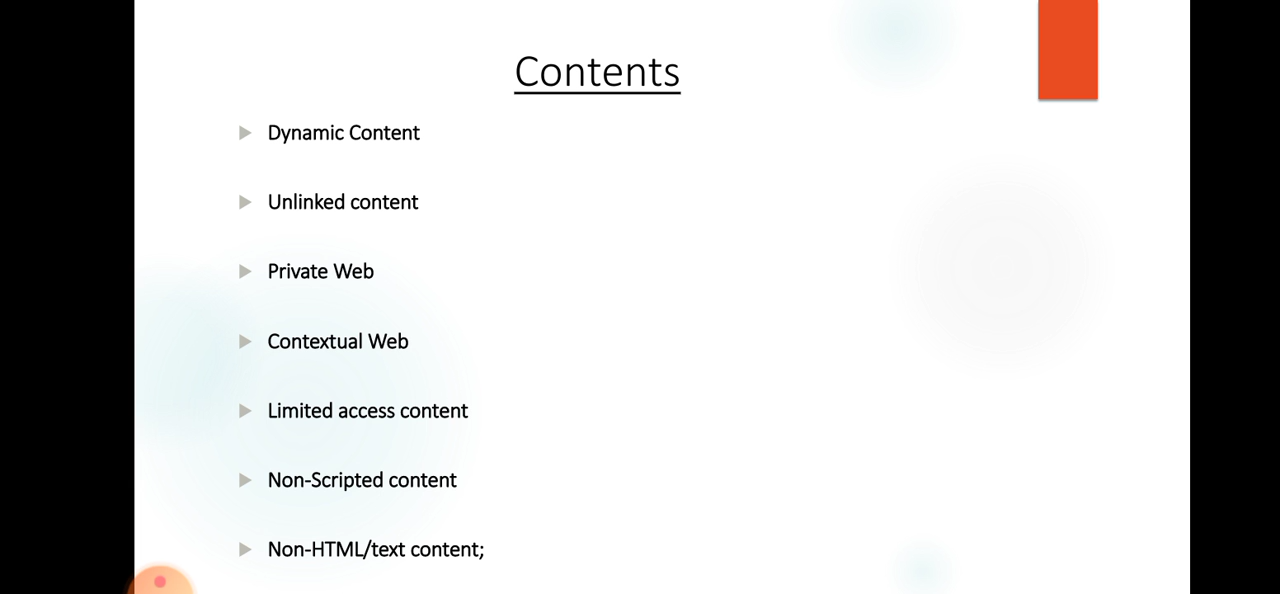 Contents
Dynamic Content
Unlinked content
Private Web
Contextual Web
Limited access content
Non-Scripted content
Non-HTML/text content;